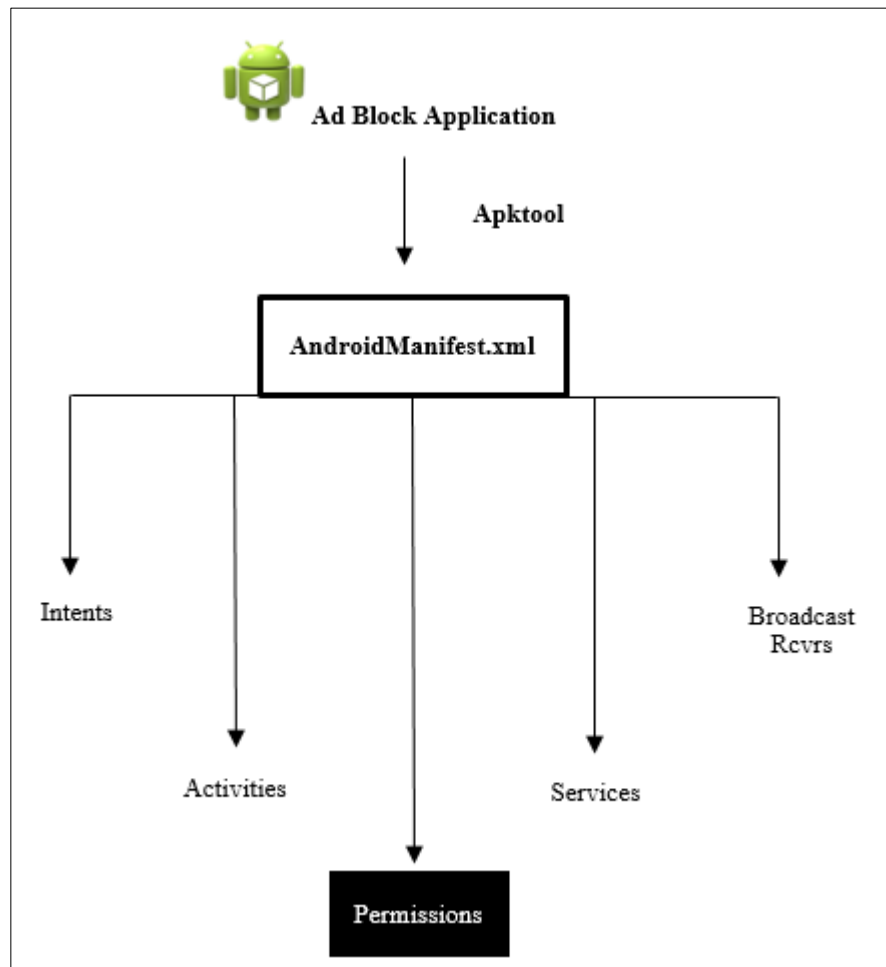 Ad Block Application
Apktool
AndroidManifest.xml
Intents
Broadcast
Rcvrs
Activities
Services
Permissions